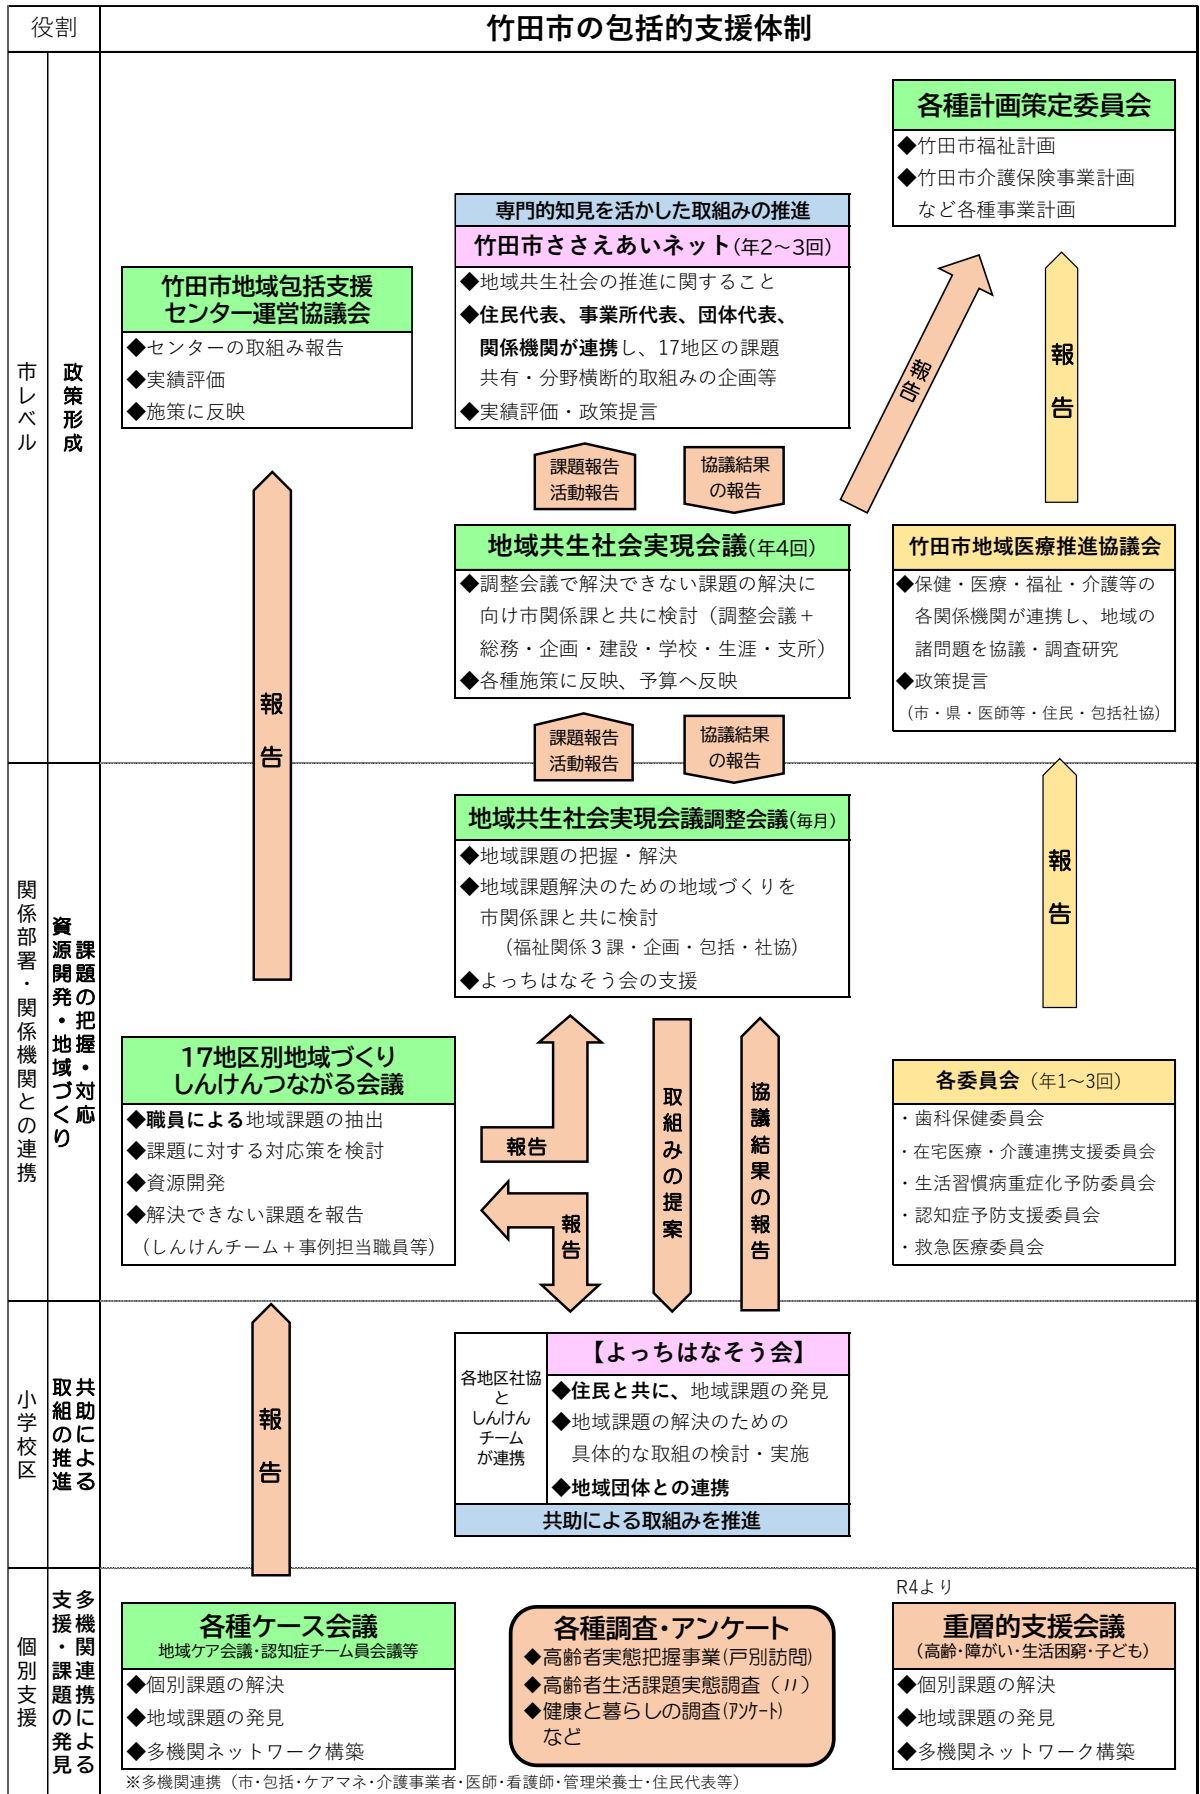 役割
竹田市の包括的支援体制
市レベル
政策形成
各種計画策定委員会
◆竹田市福祉計画
◆竹田市介護保険事業計画
など各種事業計画
専門的知見を活かした取組みの推進
竹田市ささえあいネット(年2～3回)
◆地域共生社会の推進に関すること
◆住民代表、事業所代表、団体代表、
関係機関が連携し、17地区の課題
共有・分野横断的取組みの企画等
◆実績評価・政策提言
竹田市地域包括支援
センター運営協議会
◆センターの取組み報告
◆実績評価
◆施策に反映
報告
報告
課題報告
活動報告
協議結果
の報告
地域共生社会実現会議(年4回)
◆調整会議で解決できない課題の解決に
向け市関係課と共に検討（調整会議＋
総務・企画・建設・学校・生涯・支所）
◆各種施策に反映、予算へ反映
竹田市地域医療推進協議会
◆保健・医療・福祉・介護等の
各関係機関が連携し、地域の
諸問題を協議・調査研究
◆政策提言
（市・県・医師等・住民・包括社協）
報告
課題報告
活動報告
協議結果
の報告
関係部署・関係機関との連携
課題の把握・対応
資源開発・地域づくり
地域共生社会実現会議調整会議(毎月)
◆地域課題の把握・解決
◆地域課題解決のための地域づくりを
市関係課と共に検討
（福祉関係３課・企画・包括・社協）
◆よっちはなそう会の支援
報告
17地区別地域づくり
しんけんつながる会議
◆職員による地域課題の抽出
◆課題に対する対応策を検討
◆資源開発
◆解決できない課題を報告
（しんけんチーム＋事例担当職員等）
報告
報告
取組みの提案
協議結果の報告
各委員会（年1～3回）
・歯科保健委員会
・在宅医療・介護連携支援委員会
・生活習慣病重症化予防委員会
・認知症予防支援委員会
・救急医療委員会
小学校区
共助による
取組の推進
報告
各地区社協
と
しんけん
チーム
が連携
【よっちはなそう会】
◆住民と共に、地域課題の発見
◆地域課題の解決のための
具体的な取組の検討・実施
◆地域団体との連携
共助による取組みを推進
個別支援
多機関連携による
支援・課題の発見
各種ケース会議
地域ケア会議・認知症チーム員会議等
◆個別課題の解決
◆地域課題の発見
◆多機関ネットワーク構築
※多機関連携（市・包括・ケアマネ・介護事業者・医師・看護師・管理栄養士・住民代表等）
各種調査・アンケート
◆高齢者実態把握事業(戸別訪問)
◆高齢者生活課題実態調査（〃）
◆健康と暮らしの調査(アンケート)
など
R4より
重層的支援会議
（高齢・障がい・生活困窮・子ども）
◆個別課題の解決
◆地域課題の発見
◆多機関ネットワーク構築